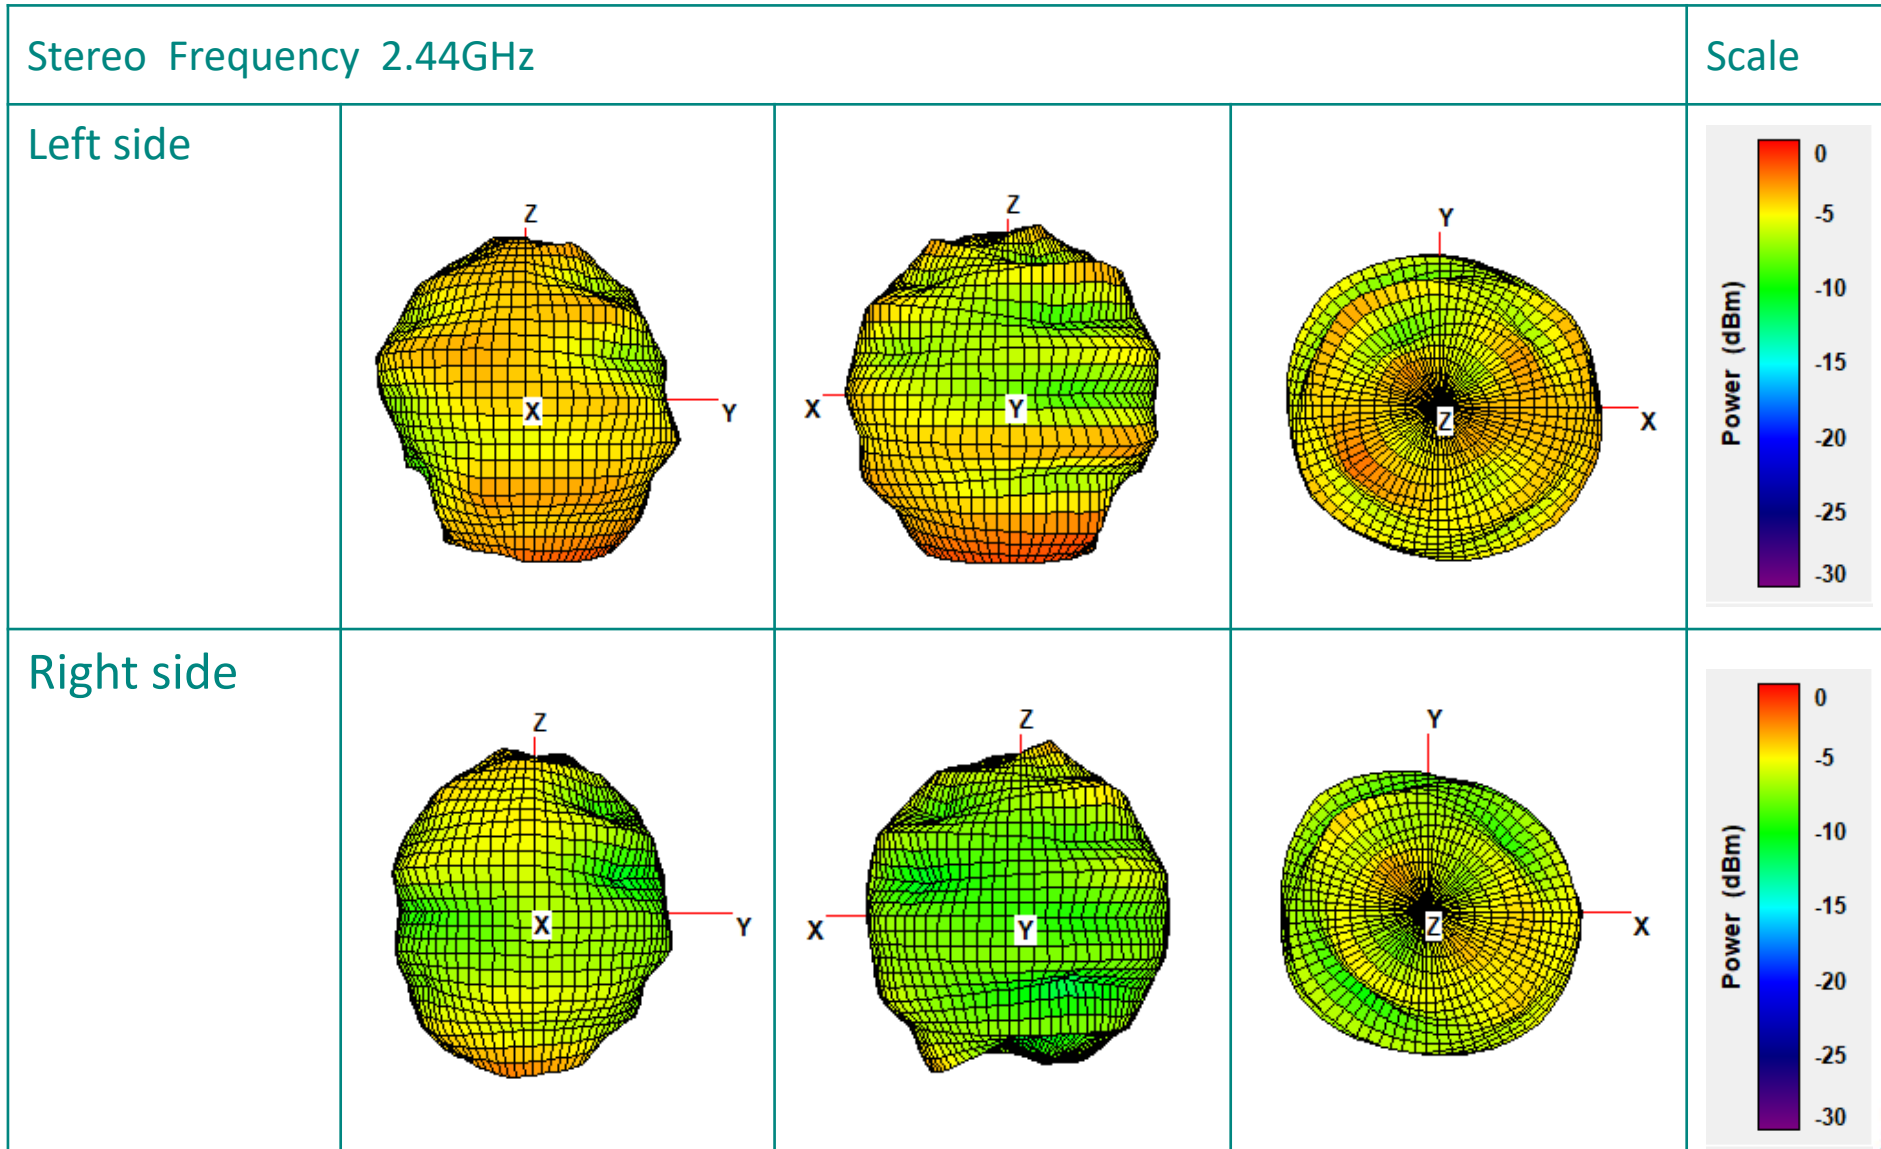 Stereo Frequency 2.44GHz
Scale
Left side
Z
X
Y
Z
X
Y
Y
Z
X
Power (dBm)
0
-5
-10
-15
-20
-25
-30
Right side
Z
X
Y
Z
X
Y
Y
Z
X
Power (dBm)
0
-5
-10
-15
-20
-25
-30